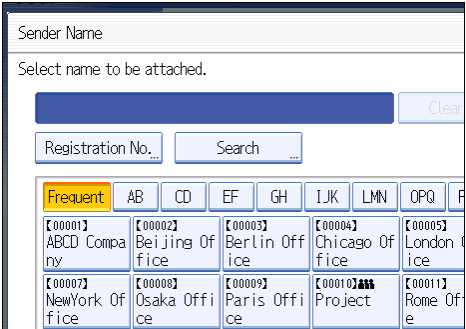 Sender Name
Select name to be attached.
Clear
Registration No.
Search
Frequent AB CD EF GH IJK LMN OPQ
【00001】 【00002】 【00003】 【00004】 【00005】
ABCD Compa Beijing Of Berlin Off Chicago Of London
ny fice ice fice ice
【00007】 【00008】 【00009】 【00010】 【00011】
NewYork Of Osaka Offi Paris Offi Project Rome Of
fice ce ce fice